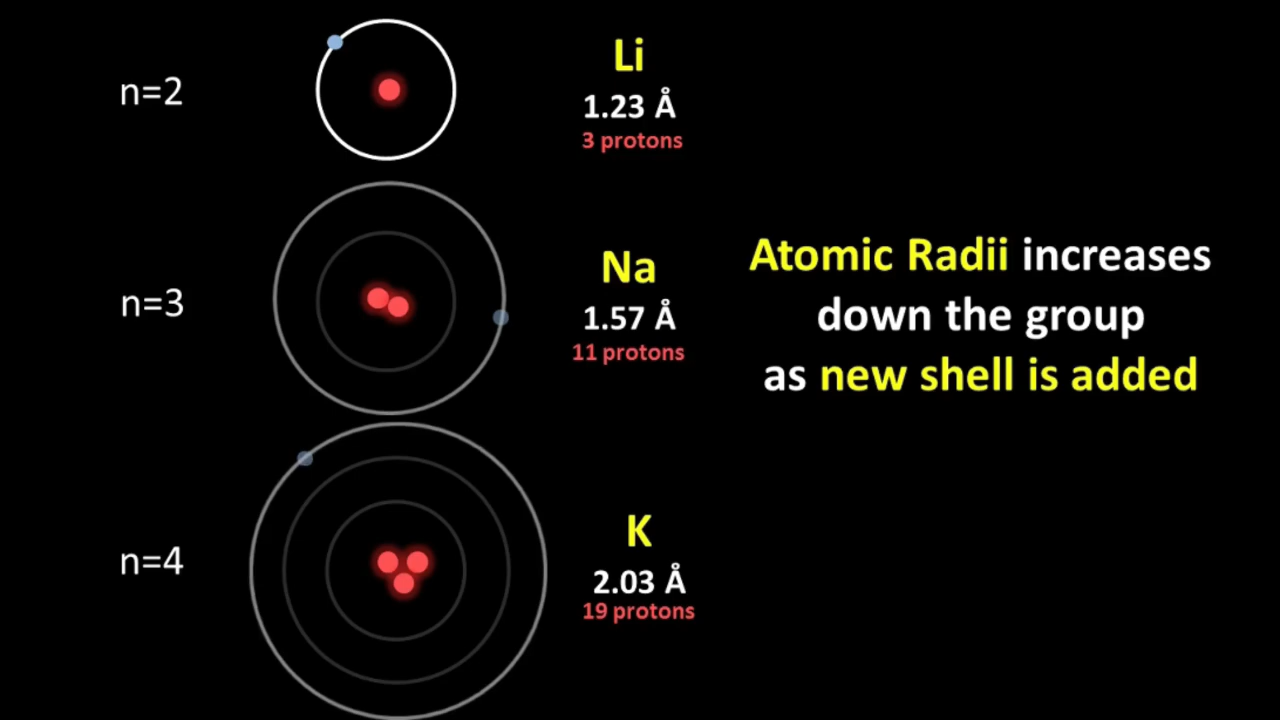 n=2
Li
1.23 Å
3 protons
n=3
Na
1.57 Å
11 protons
Atomic Radii increases
down the group
as new shell is added
n=4
K
2.03 Å
19 protons